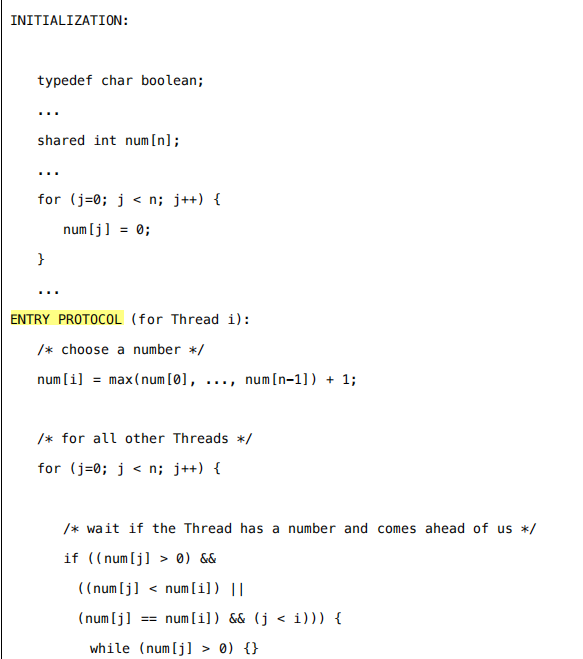 INITIALIZATION:
typedef char boolean;
...
shared int num[n];
...
for (j=0; j < n; j++) {
num[j] = 0;
}
...
ENTRY PROTOCOL (for Thread i):
/* choose a number */
num[i] = max(num[0], ..., num[n-1]) + 1;
/* for all other Threads */
for (j=0; j < n; j++) {
/* wait if the Thread has a number and comes ahead of us */
if ((num[j] > 0) &&
((num[j] < num[i]) ||
(num[j] == num[i]) && (j < i))) {
while (num[j] > 0) {}